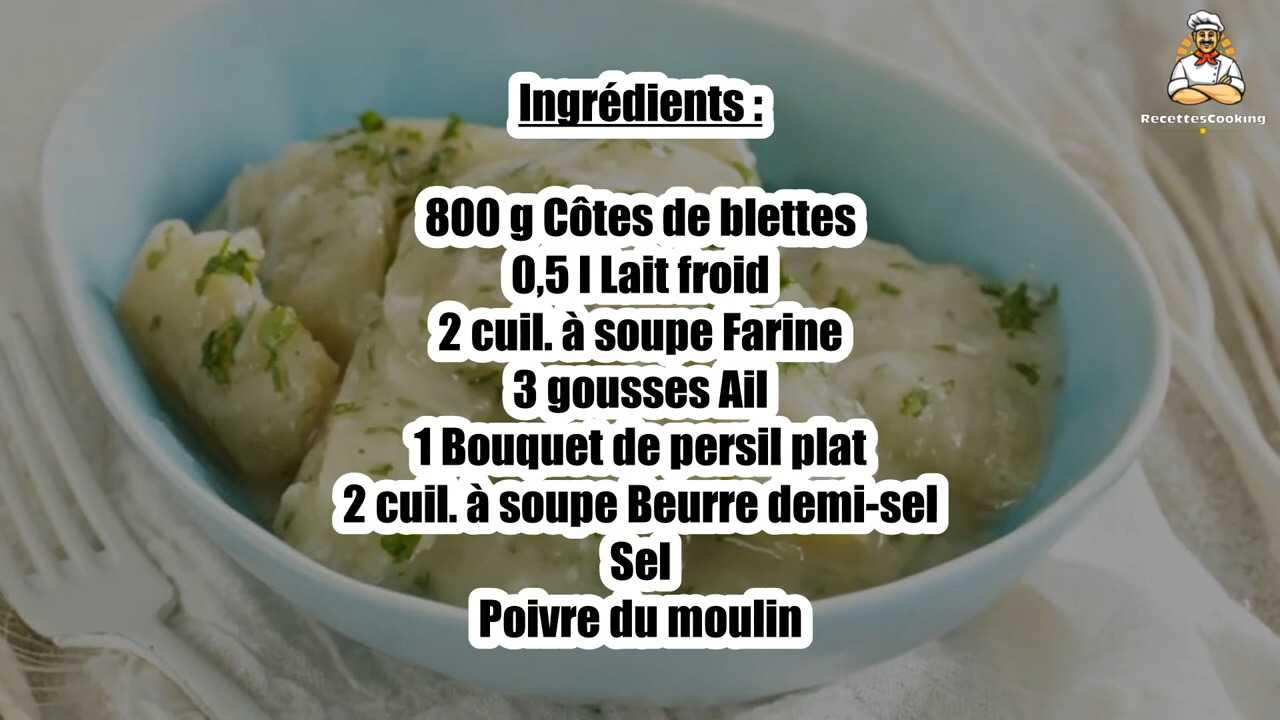 Ingrédients :
800 g Côtes de blettes
0,5 l Lait froid
2 cuil. à soupe Farine
3 gousses Ail
1 Bouquet de persil plat
2 cuil. à soupe Beurre demi-sel
Sel
Poivre du moulin
RecettesCooking